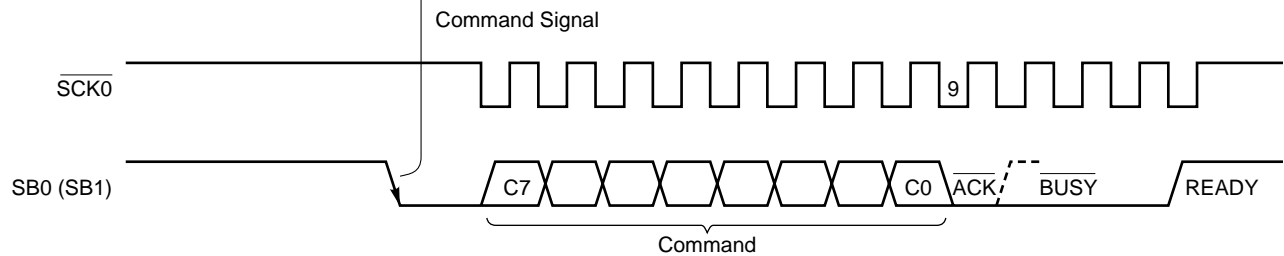 Command Signal
SCK0
9
SB0 (SB1)
C7
C0
ACK
BUSY
READY
Command